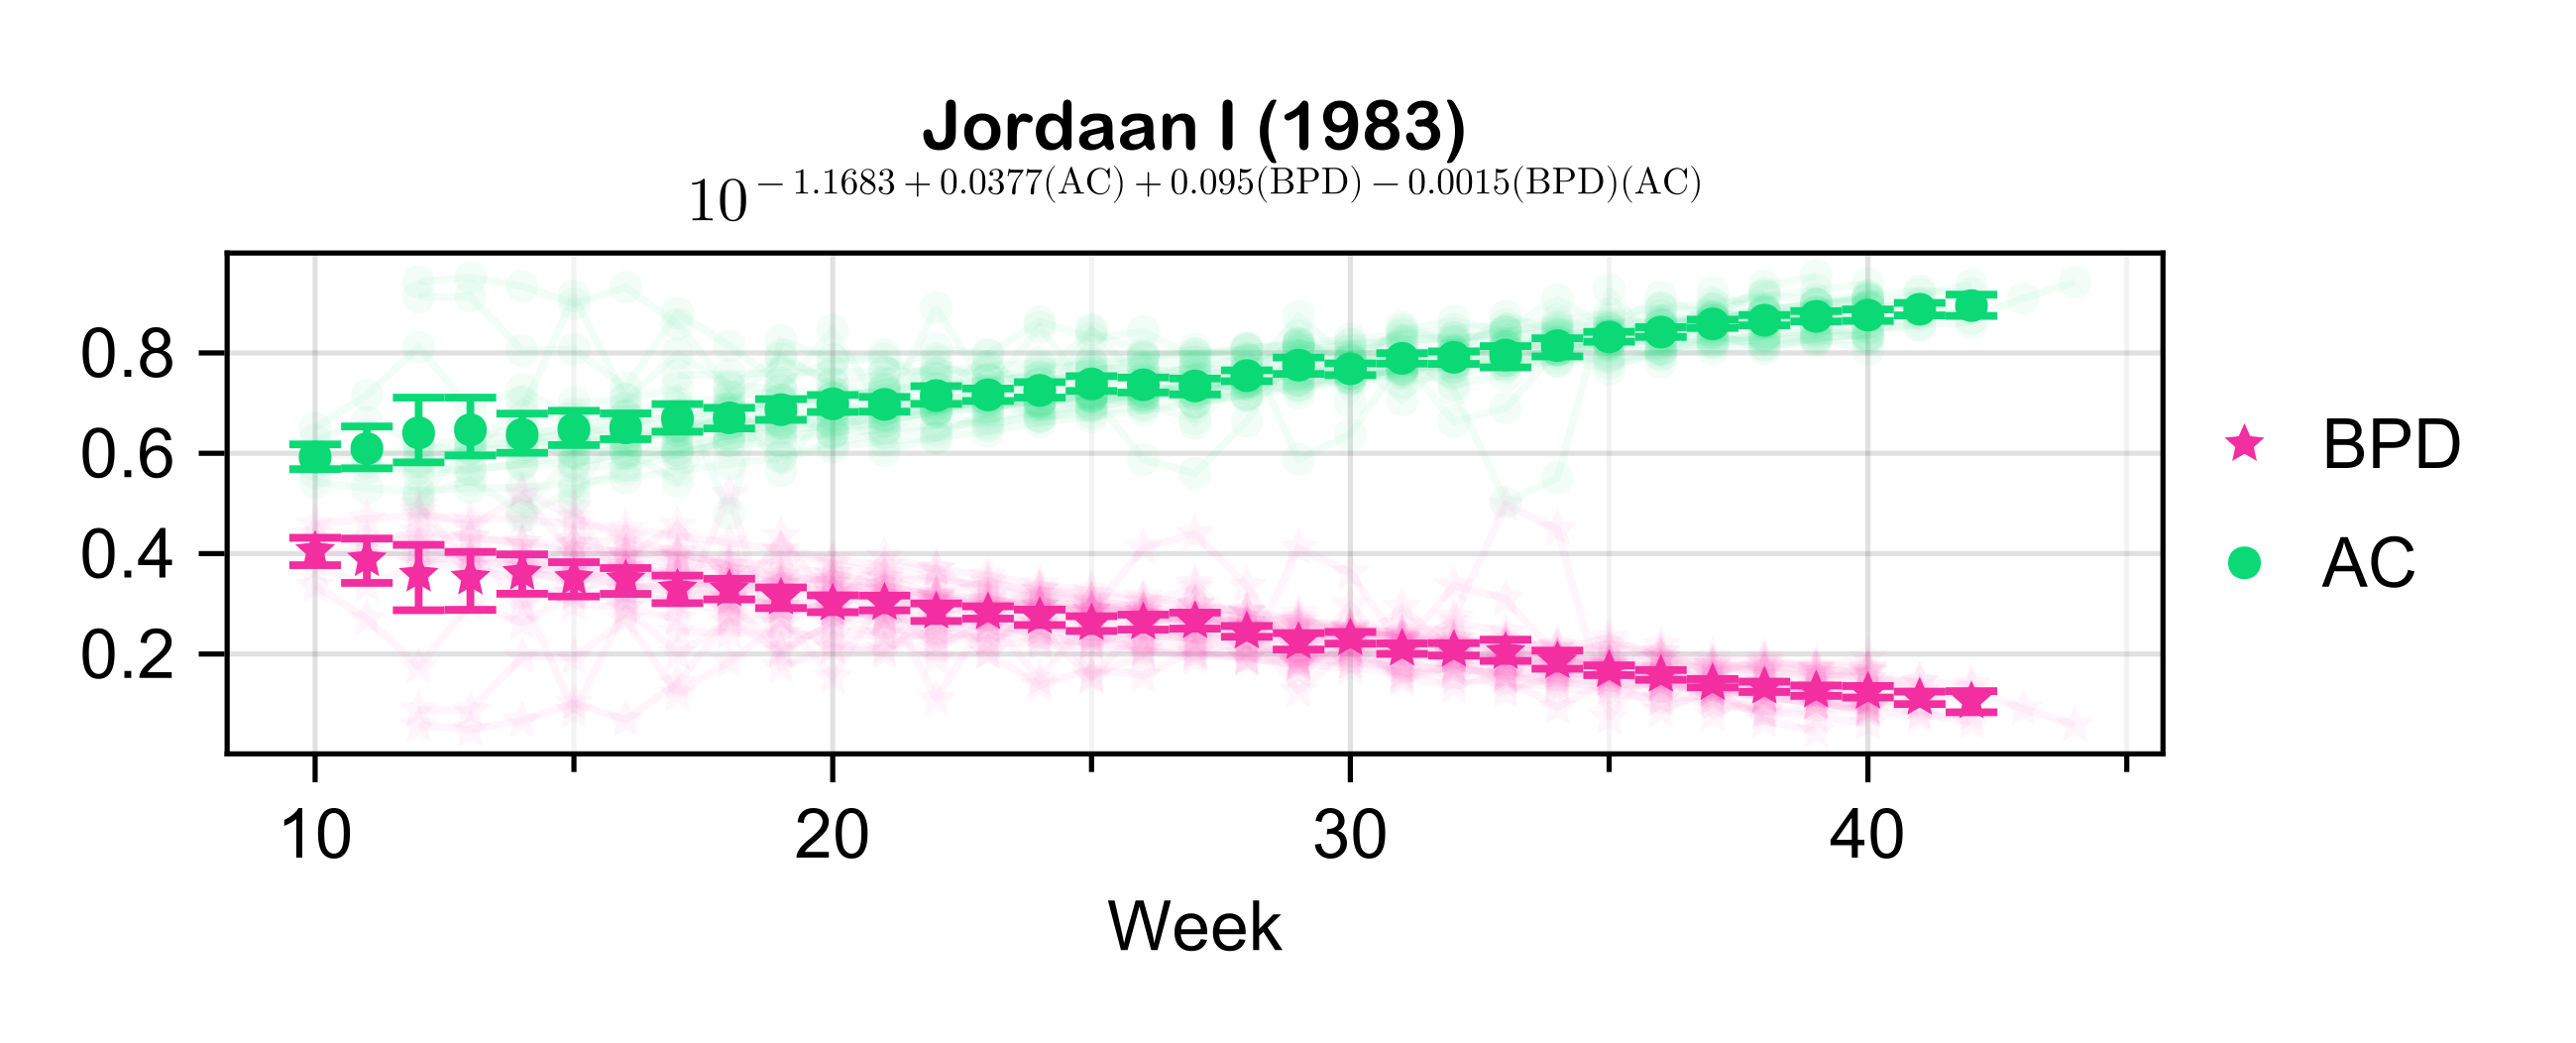 Jordaan I (1983)
10^{− 1.1683 + 0.0377(AC) + 0.095(BPD) − 0.0015(BPD)(AC)}
0.8
0.6
0.4
0.2
BPD
AC
10 20 30 40
Week